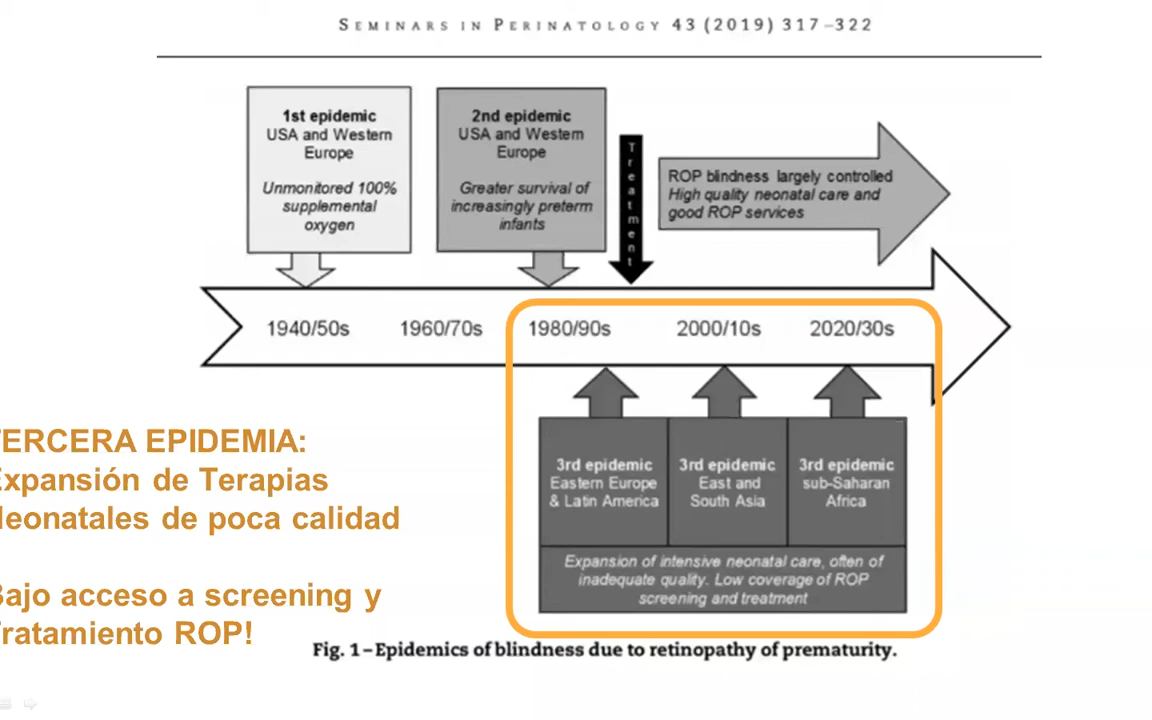 SEMINARS IN PERINATOLOGY 43 (2019) 317–322
1st epidemic
USA and Western
Europe
Unmonitored 100%
supplemental
oxygen
2nd epidemic
USA and Western
Europe
Greater survival of
increasingly preterm
infants
Treatment
ROP blindness largely controlled
High quality neonatal care and
good ROP services
1940/50s
1960/70s
1980/90s
2000/10s
2020/30s
3rd epidemic
Eastern Europe
& Latin America
3rd epidemic
East and
South Asia
3rd epidemic
sub-Saharan
Africa
Expansion of intensive neonatal care, often of
inadequate quality. Low coverage of ROP
screening and treatment
ERCERA EPIDEMIA:
xpansión de Terapias
eonatales de poca calidad
ajo acceso a screening y
ratamiento ROP!
Fig. 1 – Epidemics of blindness due to retinopathy of prematurity.